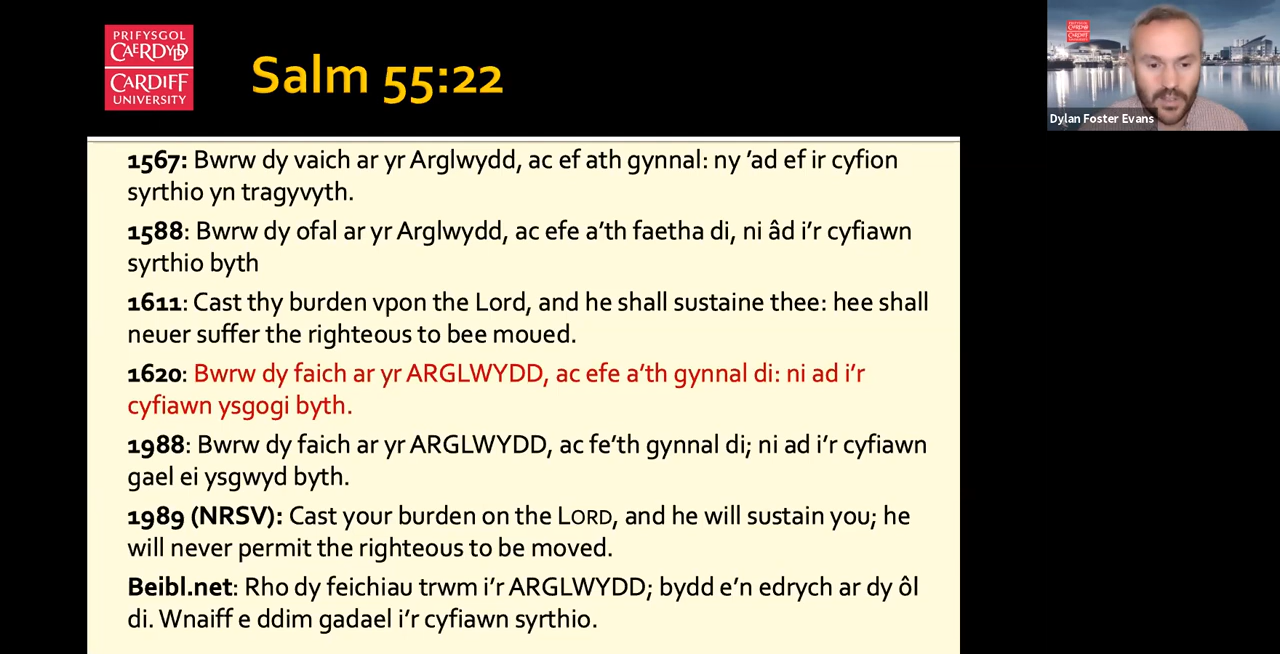 PRIFYSGOL
CAERDYDD
CARDIFF
UNIVERSITY
Salm 55:22
1567: Bwrw dy vaich ar yr Arglwydd, ac ef ath gynnal: ny ’ad ef ir cyfion
syrthio yn tragyvyth.
1588: Bwrw dy ofal ar yr Arglwydd, ac efe a’th faetha di, ni âd i’r cyfiawn
syrthio byth
1611: Cast thy burden vpon the Lord, and he shall sustaine thee: hee shall
neuer suffer the righteous to bee moued.
1620: Bwrw dy faich ar yr ARGLWYDD, ac efe a’th gynnal di: ni ad i’r
cyfiawn ysgogi byth.
1988: Bwrw dy faich ar yr ARGLWYDD, ac fe’th gynnal di; ni ad i’r cyfiawn
gael ei ysgwyd byth.
1989 (NRSV): Cast your burden on the LORD, and he will sustain you; he
will never permit the righteous to be moved.
Beibl.net: Rho dy feichiau trwm i’r ARGLWYDD; bydd e’n edrych ar dy ôl
di. Wnaiff e ddim gadael i’r cyfiawn syrthio.
Dylan Foster Evans